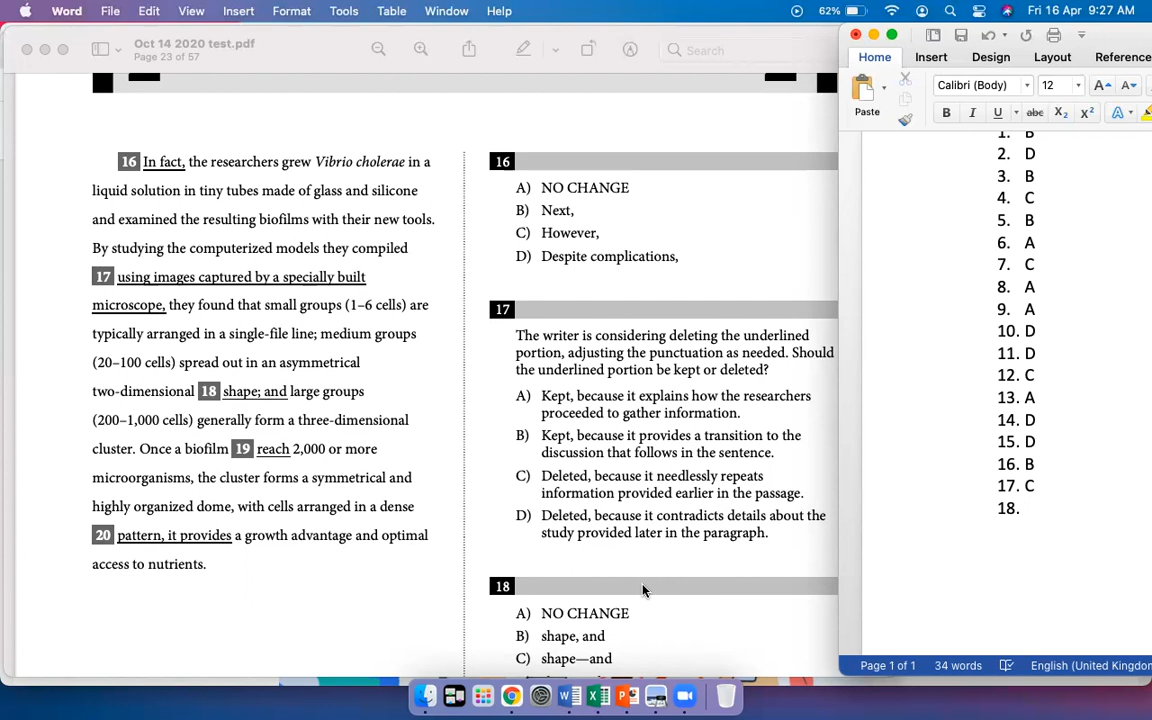 Word File Edit View Insert Format Tools Table Window Help 62% Fri 16 Apr 9:27 AM
Oct 14 2020 test.pdf
Page 23 of 57
Search
Home Insert Design Layout Reference
Paste
Calibri (Body) 12 A A
B I U abc X2 X2 A
16 In fact, the researchers grew Vibrio cholerae in a
liquid solution in tiny tubes made of glass and silicone
and examined the resulting biofilms with their new tools.
By studying the computerized models they compiled
17 using images captured by a specially built
microscope, they found that small groups (1–6 cells) are
typically arranged in a single-file line; medium groups
(20–100 cells) spread out in an asymmetrical
two-dimensional 18 shape; and large groups
(200–1,000 cells) generally form a three-dimensional
cluster. Once a biofilm 19 reach 2,000 or more
microorganisms, the cluster forms a symmetrical and
highly organized dome, with cells arranged in a dense
20 pattern, it provides a growth advantage and optimal
access to nutrients.
16
A) NO CHANGE
B) Next,
C) However,
D) Despite complications,
17
The writer is considering deleting the underlined
portion, adjusting the punctuation as needed. Should
the underlined portion be kept or deleted?
A) Kept, because it explains how the researchers
proceeded to gather information.
B) Kept, because it provides a transition to the
discussion that follows in the sentence.
C) Deleted, because it needlessly repeats
information provided earlier in the passage.
D) Deleted, because it contradicts details about the
study provided later in the paragraph.
18
A) NO CHANGE
B) shape, and
C) shape—and
1. B
2. D
3. B
4. C
5. B
6. A
7. C
8. A
9. A
10. D
11. D
12. C
13. A
14. D
15. D
16. B
17. C
18.
Page 1 of 1 34 words English (United Kingdom